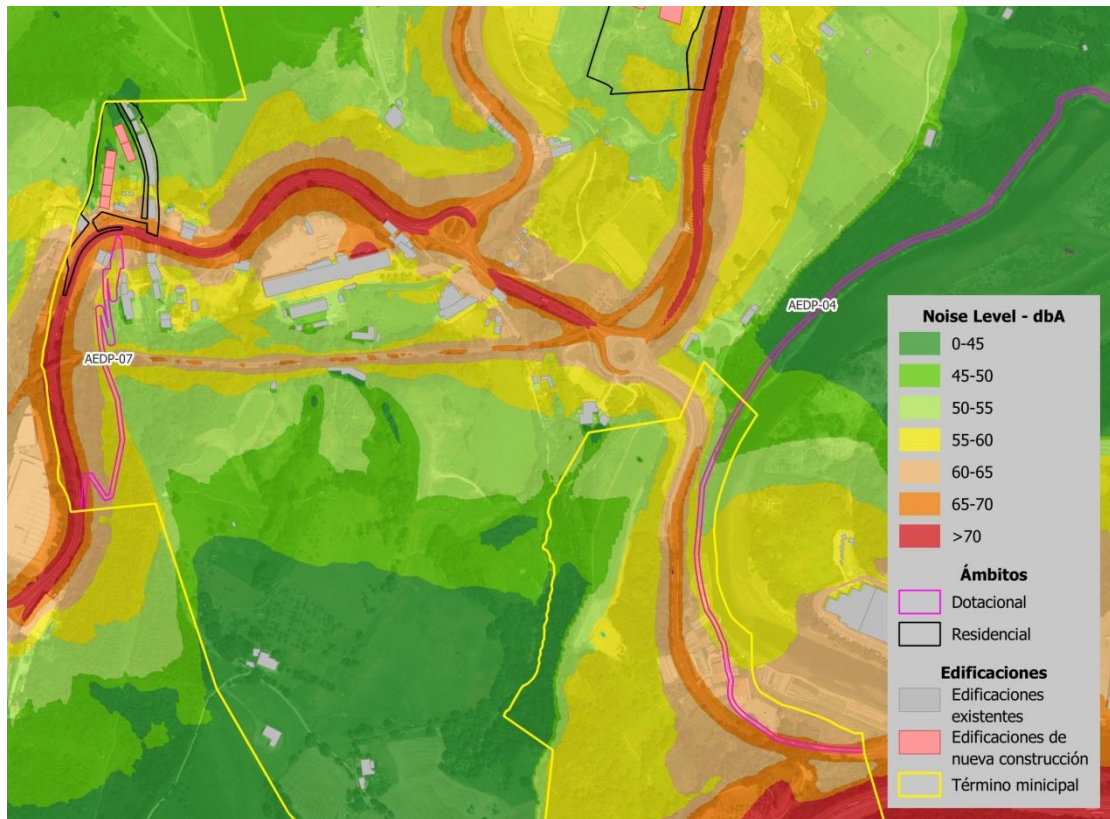 AEDP-04
AEDP-07
Noise Level - dbA
0-45
45-50
50-55
55-60
60-65
65-70
>70
Ámbitos
Dotacional
Residencial
Edificaciones
Edificaciones
existentes
Edificaciones de
nueva construcción
Término minicipal